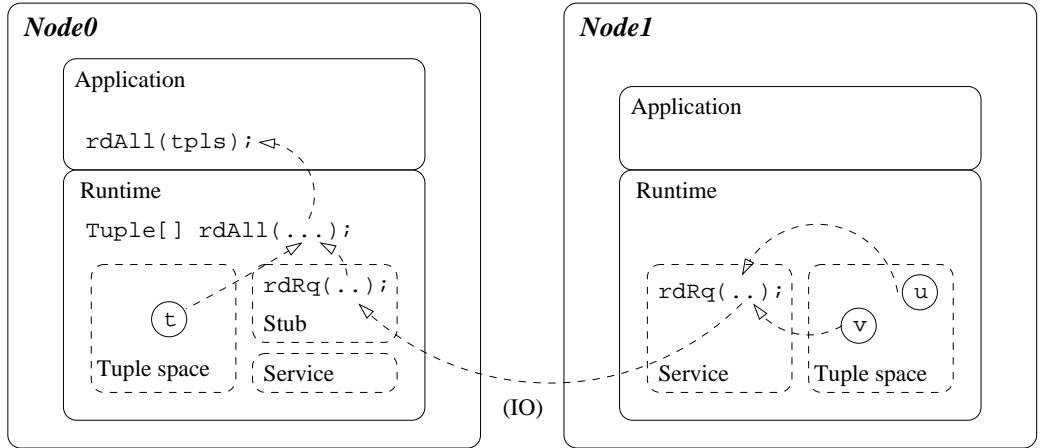 Node0
Application
rdAll(tpls);
Runtime
Tuple[] rdAll(...);
t
Tuple space
rdRq(..);
Stub
Service
(IO)
Node1
Application
Runtime
rdRq(..);
Service
u
v
Tuple space